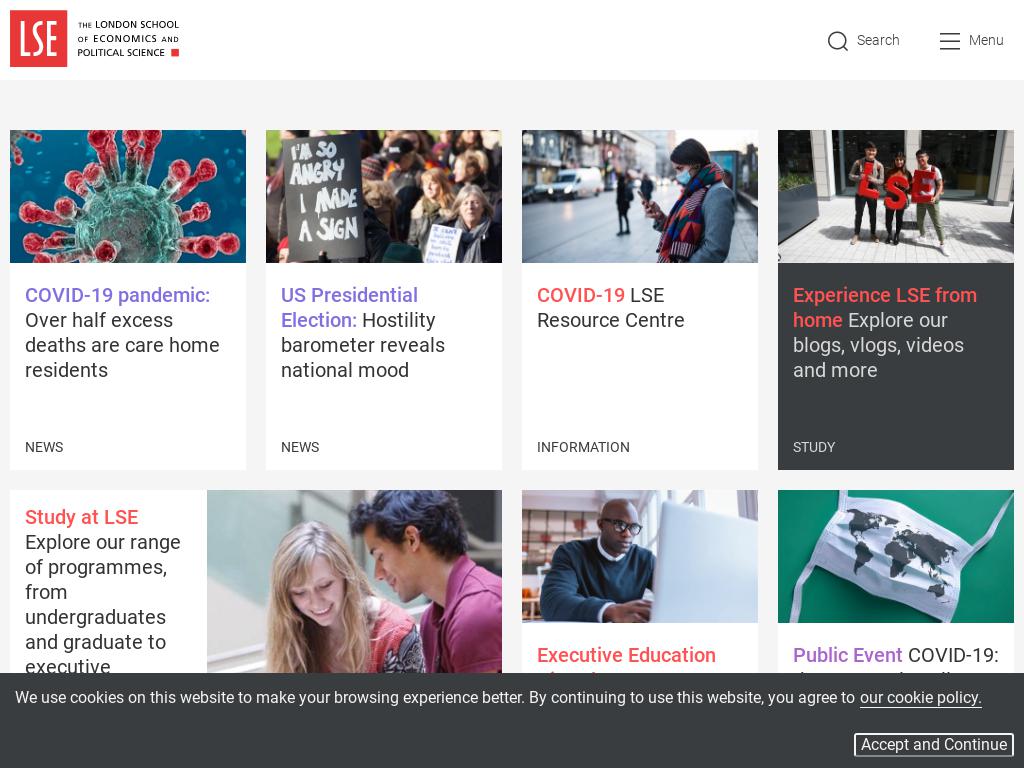 LSE
THE LONDON SCHOOL
OF ECONOMICS AND
POLITICAL SCIENCE
Search
Menu
I'M SO
ANGRY
I MADE
A SIGN
LSE
COVID-19 pandemic:
Over half excess
deaths are care home
residents
NEWS
US Presidential
Election: Hostility
barometer reveals
national mood
NEWS
COVID-19 LSE
Resource Centre
INFORMATION
Experience LSE from
home Explore our
blogs, vlogs, videos
and more
STUDY
Study at LSE
Explore our range
of programmes,
from
undergraduates
and graduate to
executive
Executive Education
Public Event COVID-19:
We use cookies on this website to make your browsing experience better. By continuing to use this website, you agree to our cookie policy.
Accept and Continue